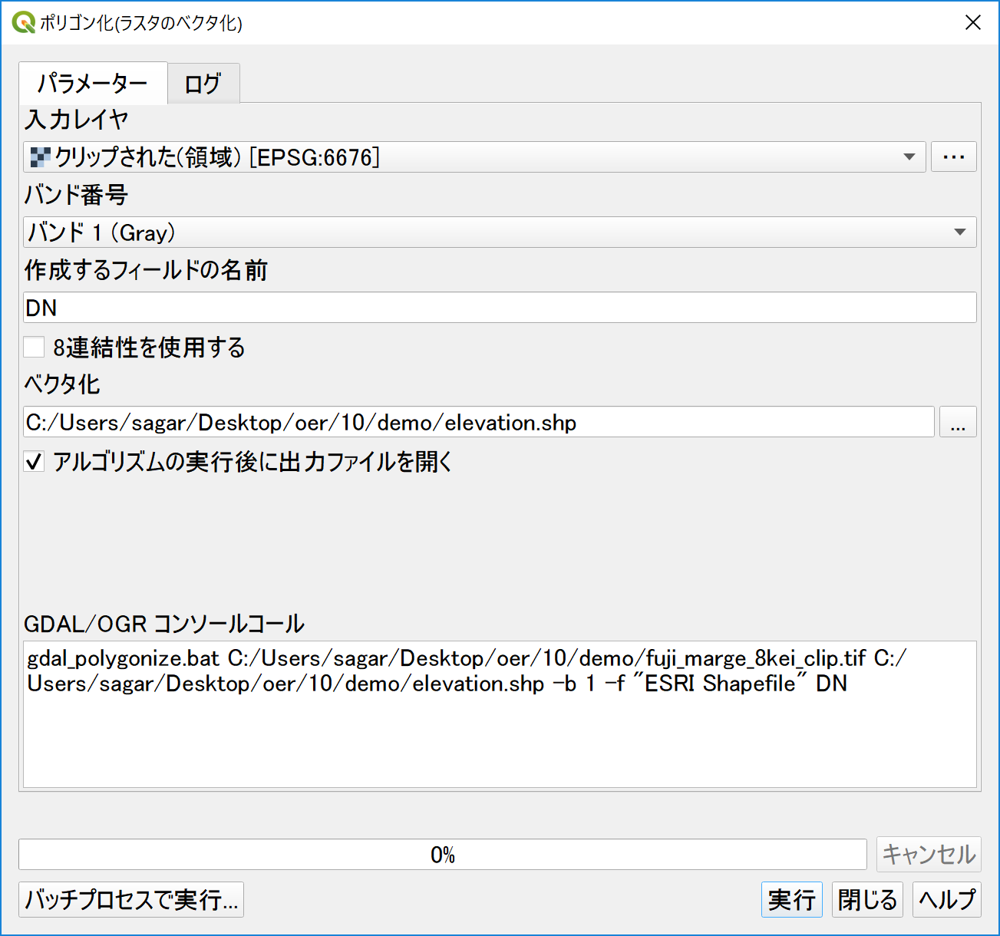 ポリゴン化(ラスタのベクタ化)
パラメーター ログ
入力レイヤ
クリップされた(領域) [EPSG:6676] ...
バンド番号
バンド 1 (Gray)
作成するフィールドの名前
DN
8連結性を使用する
ベクタ化
C:/Users/sagar/Desktop/oer/10/demo/elevation.shp ...
アルゴリズムの実行後に出力ファイルを開く
GDAL/OGR コンソールコール
gdal_polygonize.bat C:/Users/sagar/Desktop/oer/10/demo/fuji_marge_8kei_clip.tif C:/
Users/sagar/Desktop/oer/10/demo/elevation.shp -b 1 -f "ESRI Shapefile" DN
0% キャンセル
バッチプロセスで実行... 実行 閉じる ヘルプ